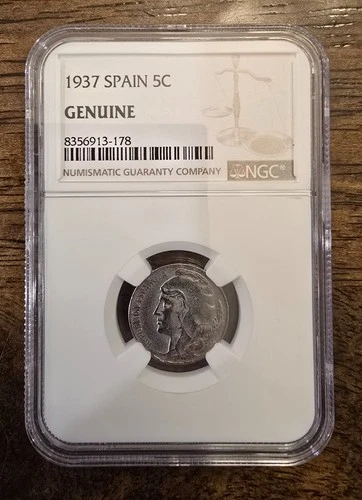 1937 SPAIN 5C
GENUINE
8356913-178
NUMISMATIC GUARANTY COMPANY
NGC®